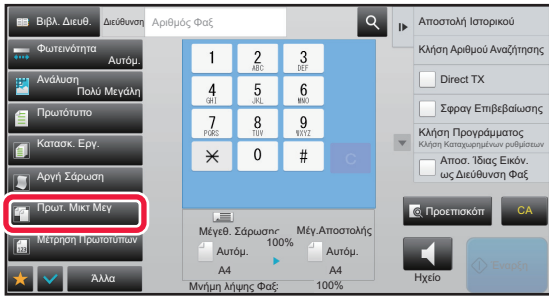 Βιβλ. Διευθ.
Διεύθυνση
Αριθμός Φαξ
Φωτεινότητα
Αυτόμ.
Ανάλυση
Πολύ Μεγάλη
Πρωτότυπο
Κατασκ. Εργ.
Αργή Σάρωση
Πρωτ. Μικτ Μεγ
Μέτρηση Πρωτοτύπων
123
Άλλα
1
2
ABC
3
DEF
4
GHI
5
JKL
6
MNO
7
PQRS
8
TUV
9
WXYZ
0
#
C
Μέγεθ. Σάρωσης
100%
Μέγ.Αποστολής
Αυτόμ.
Αυτόμ.
A4
A4
Μνήμη λήψης Φαξ:
100%
Αποστολή Ιστορικού
Κλήση Αριθμού Αναζήτησης
Direct TX
Σφραγ Επιβεβαίωσης
Κλήση Προγράμματος
Κλήση Καταχωρημένων ρυθμίσεων
Αποσ. Ίδιας Εικόν.
ως Διεύθυνση Φαξ
Προεπισκόπ
CA
Ηχείο
Έναρξη